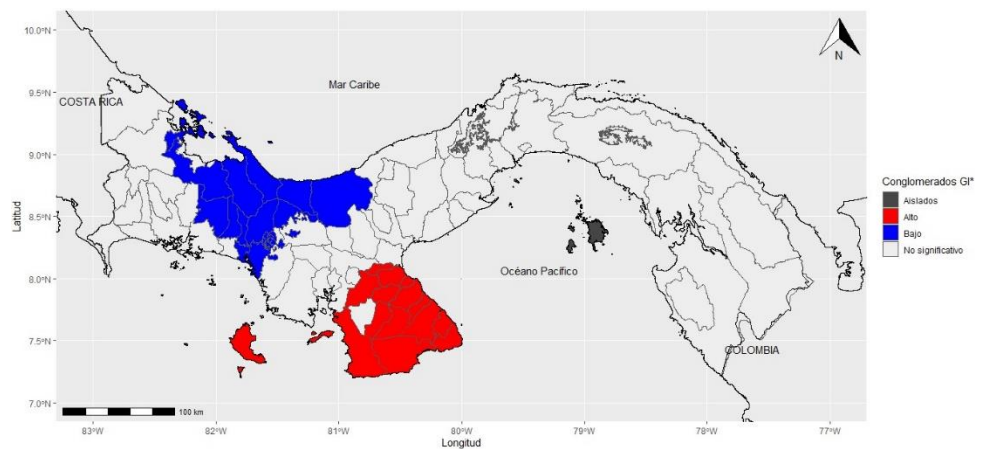 10.0°N
9.5°N
9.0°N
8.5°N
8.0°N
7.5°N
7.0°N
Latitud
COSTA RICA
Mar Caribe
N
Océano Pacífico
COLOMBIA
100 km
83°W
82°W
81°W
80°W
79°W
78°W
77°W
Longitud
Conglomerados GI*
Aislados
Alto
Bajo
No significativo